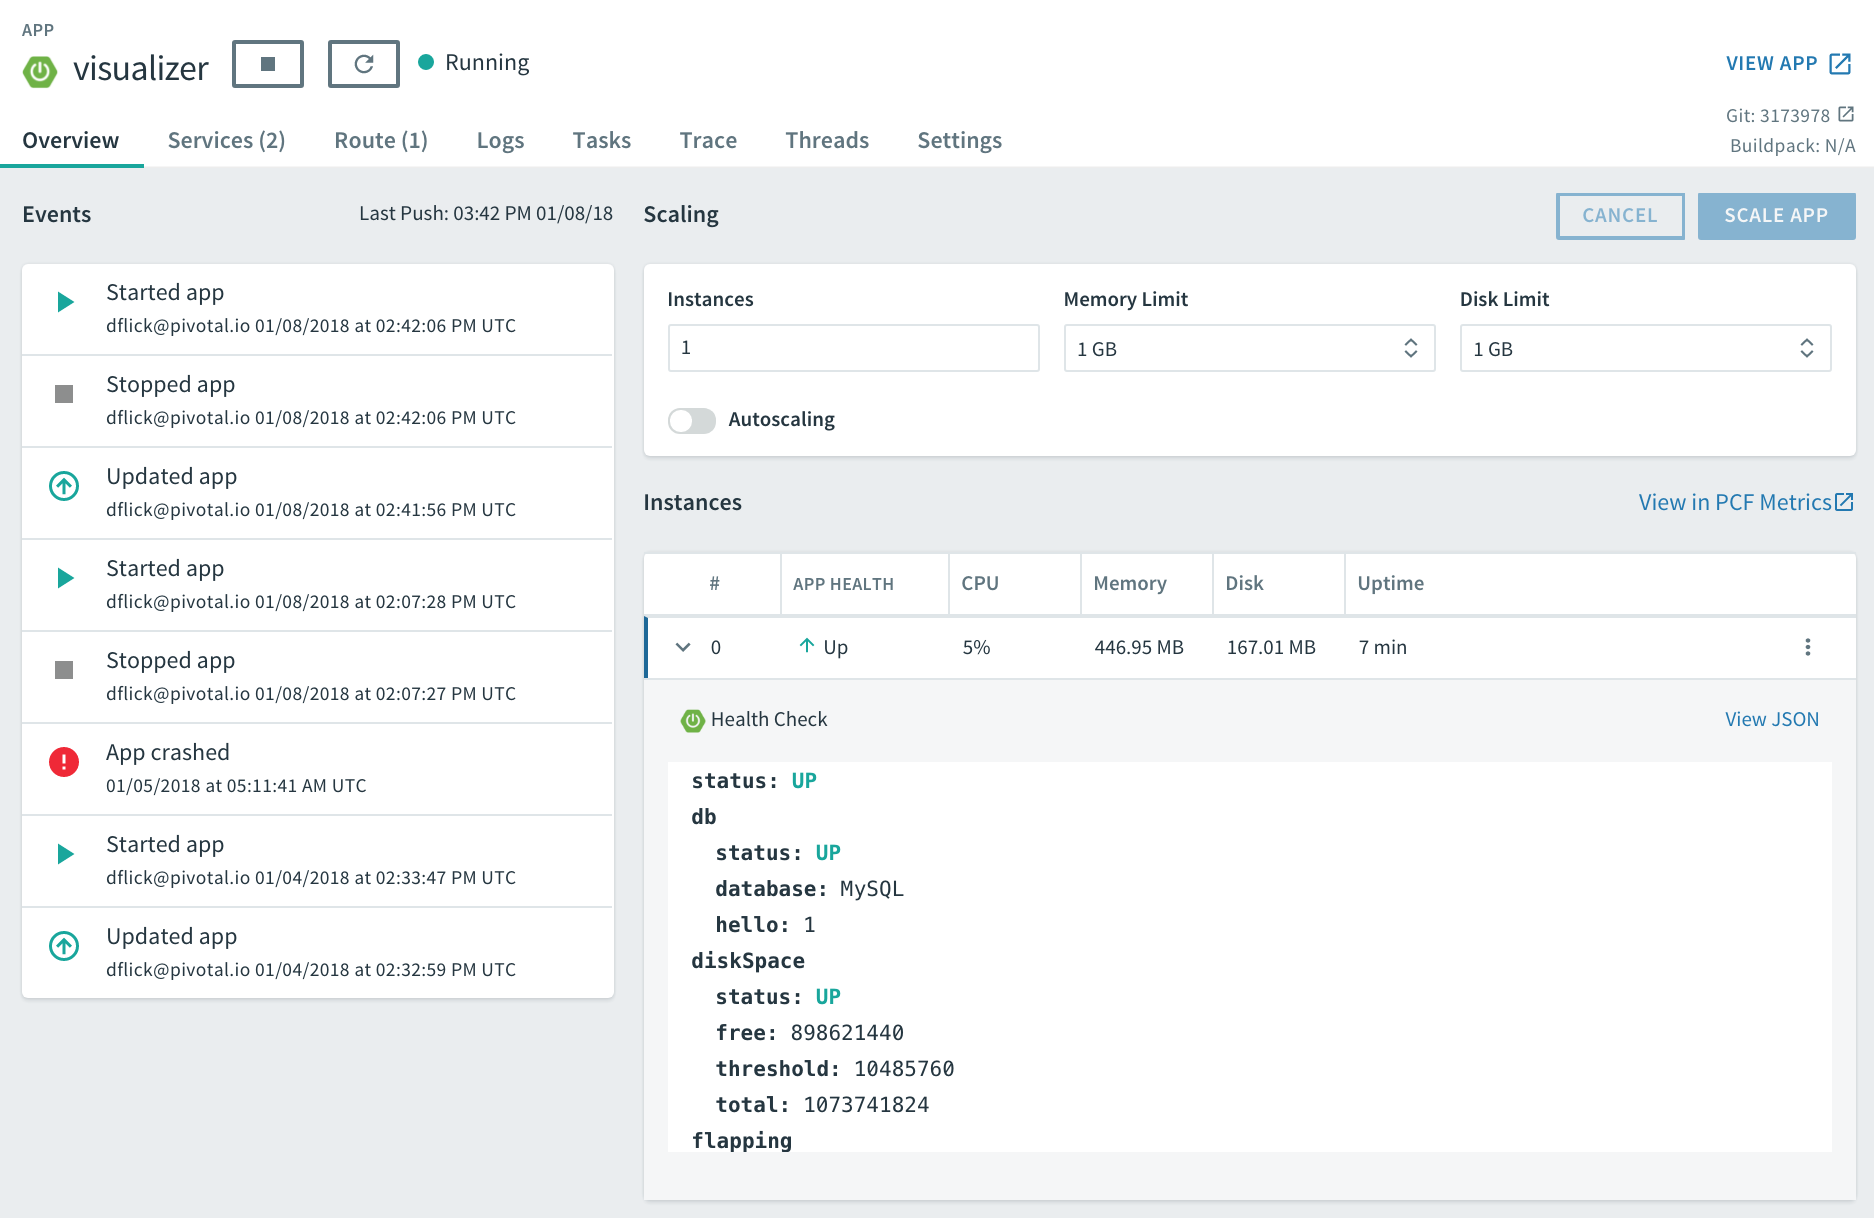 APP
visualizer
Running
VIEW APP
Git: 3173978
Buildpack: N/A
Overview Services (2) Route (1) Logs Tasks Trace Threads Settings
Events
Last Push: 03:42 PM 01/08/18
Started app
dflick@pivotal.io 01/08/2018 at 02:42:06 PM UTC
Stopped app
dflick@pivotal.io 01/08/2018 at 02:42:06 PM UTC
Updated app
dflick@pivotal.io 01/08/2018 at 02:41:56 PM UTC
Started app
dflick@pivotal.io 01/08/2018 at 02:07:28 PM UTC
Stopped app
dflick@pivotal.io 01/08/2018 at 02:07:27 PM UTC
App crashed
01/05/2018 at 05:11:41 AM UTC
Started app
dflick@pivotal.io 01/04/2018 at 02:33:47 PM UTC
Updated app
dflick@pivotal.io 01/04/2018 at 02:32:59 PM UTC
Scaling
CANCEL
SCALE APP
Instances Memory Limit Disk Limit
1 1 GB 1 GB
Autoscaling
Instances
View in PCF Metrics
# APP HEALTH CPU Memory Disk Uptime
0 Up 5% 446.95 MB 167.01 MB 7 min
Health Check
View JSON
status: UP
db
status: UP
database: MySQL
hello: 1
diskSpace
status: UP
free: 898621440
threshold: 10485760
total: 1073741824
flapping